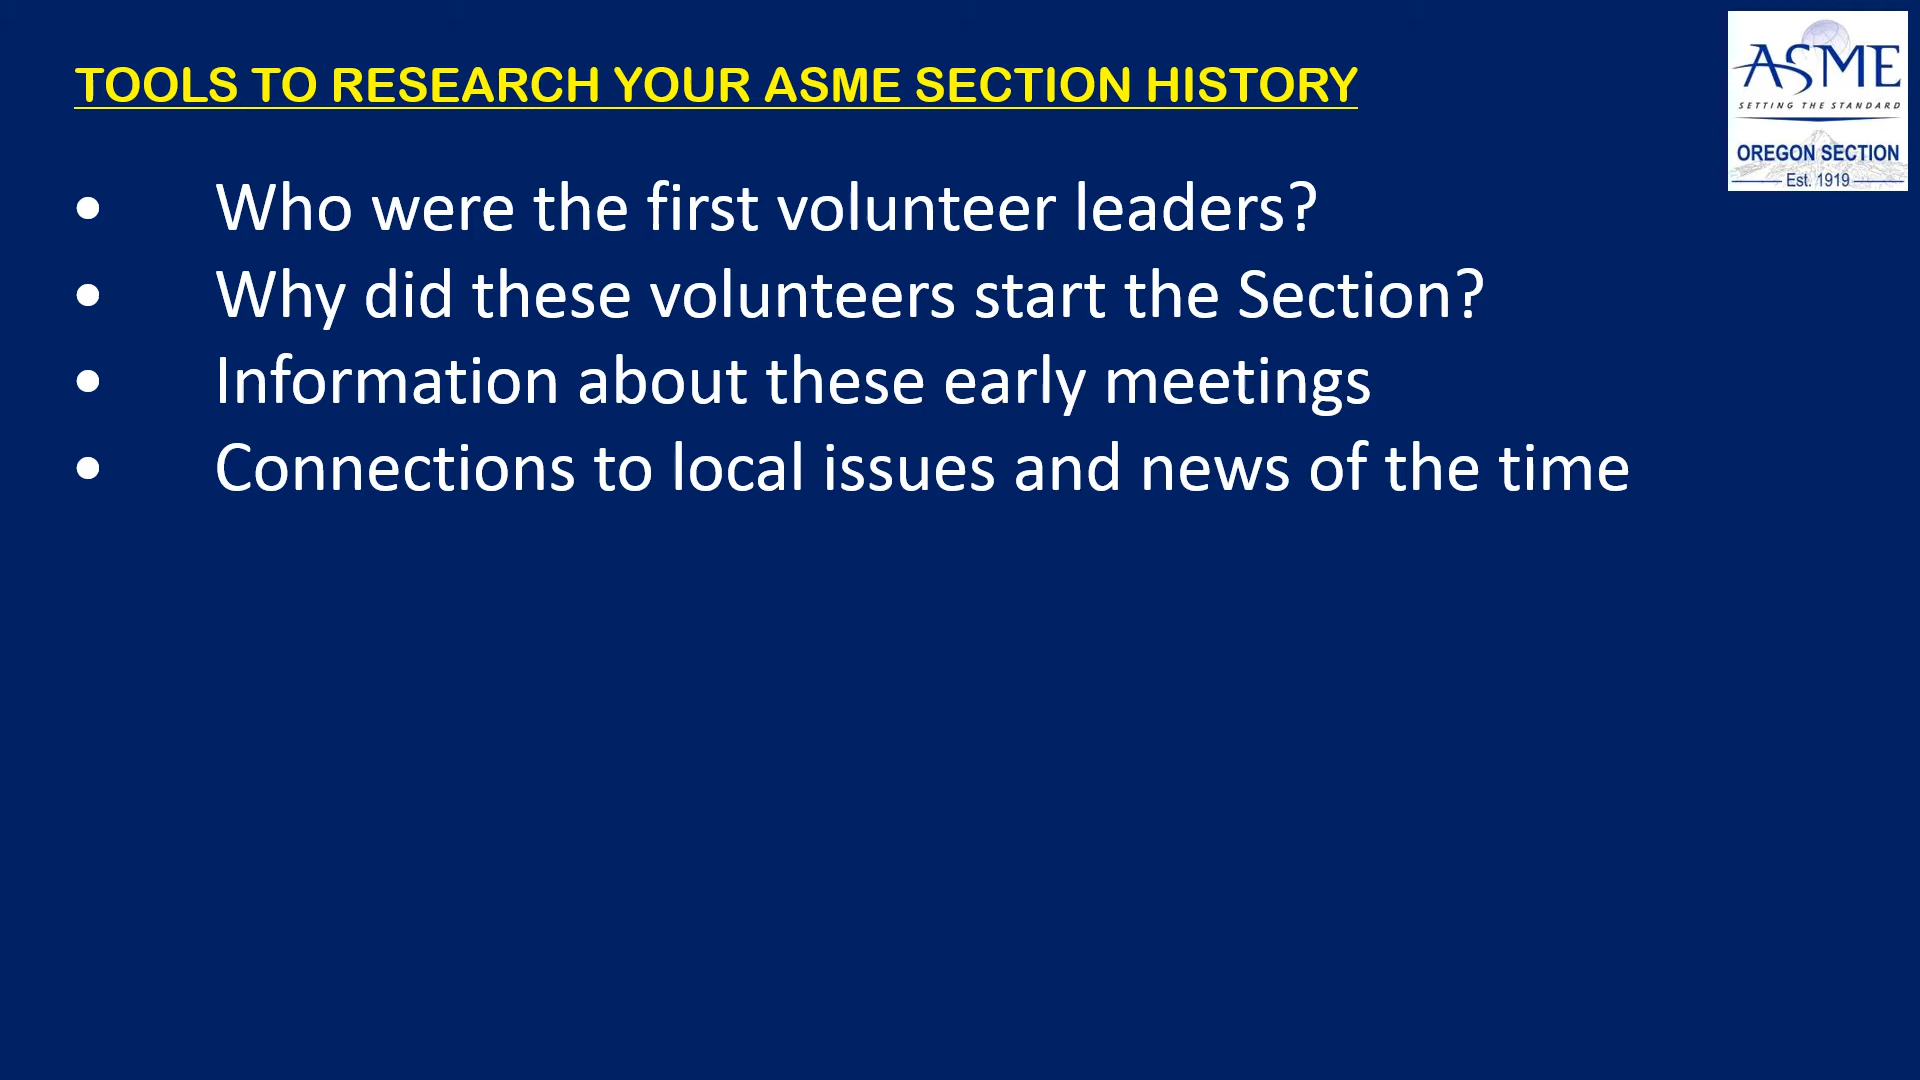 TOOLS TO RESEARCH YOUR ASME SECTION HISTORY
ASME
SETTING THE STANDARD
OREGON SECTION
Est. 1919
• Who were the first volunteer leaders?
• Why did these volunteers start the Section?
• Information about these early meetings
• Connections to local issues and news of the time